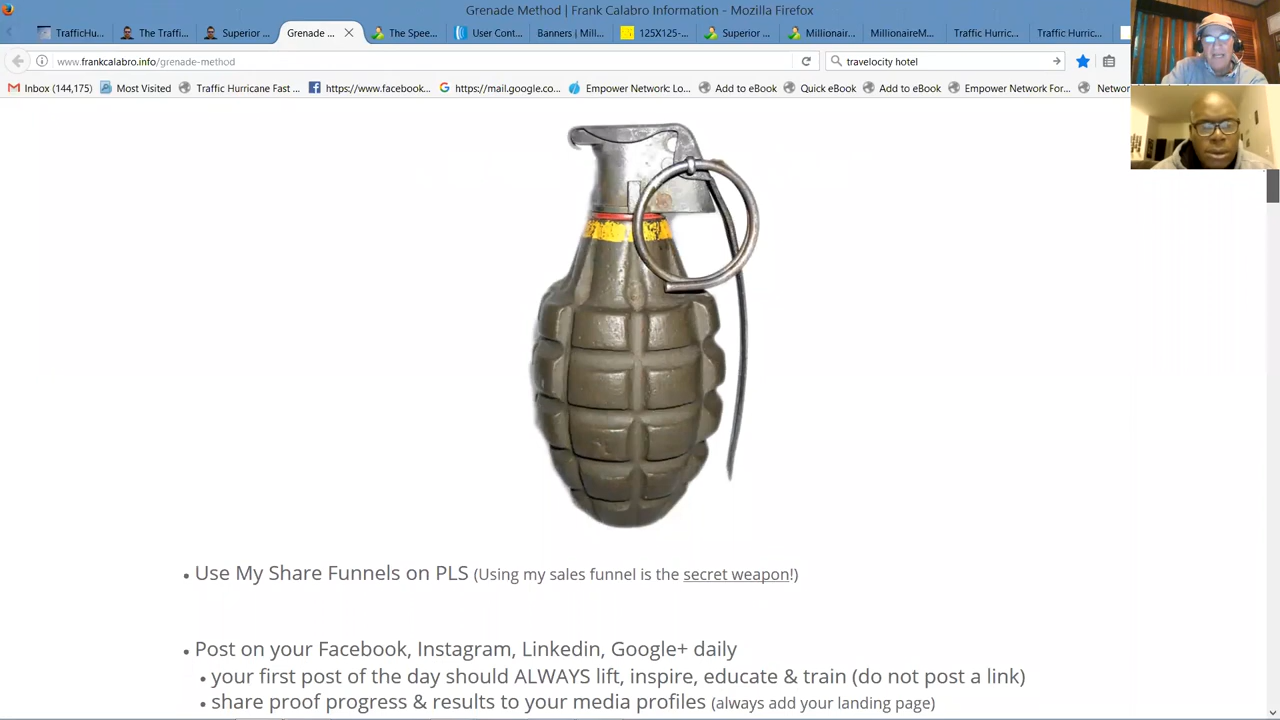 Grenade Method | Frank Calabro Information - Mozilla Firefox
TrafficHu... The Traffi... Superior ... Grenade ... The Spee... User Cont... Banners | Mill... 125X125-... Superior ... Millionair... MillionaireM... Traffic Hurric... Traffic Hurric...
www.frankcalabro.info/grenade-method travelocity hotel
Inbox (144,175) Most Visited Traffic Hurricane Fast ... https://www.facebook... https://mail.google.co... Empower Network: Lo... Add to eBook Quick eBook Add to eBook Empower Network For... Netwo
• Use My Share Funnels on PLS (Using my sales funnel is the secret weapon!)
• Post on your Facebook, Instagram, Linkedin, Google+ daily
• your first post of the day should ALWAYS lift, inspire, educate & train (do not post a link)
• share proof progress & results to your media profiles (always add your landing page)